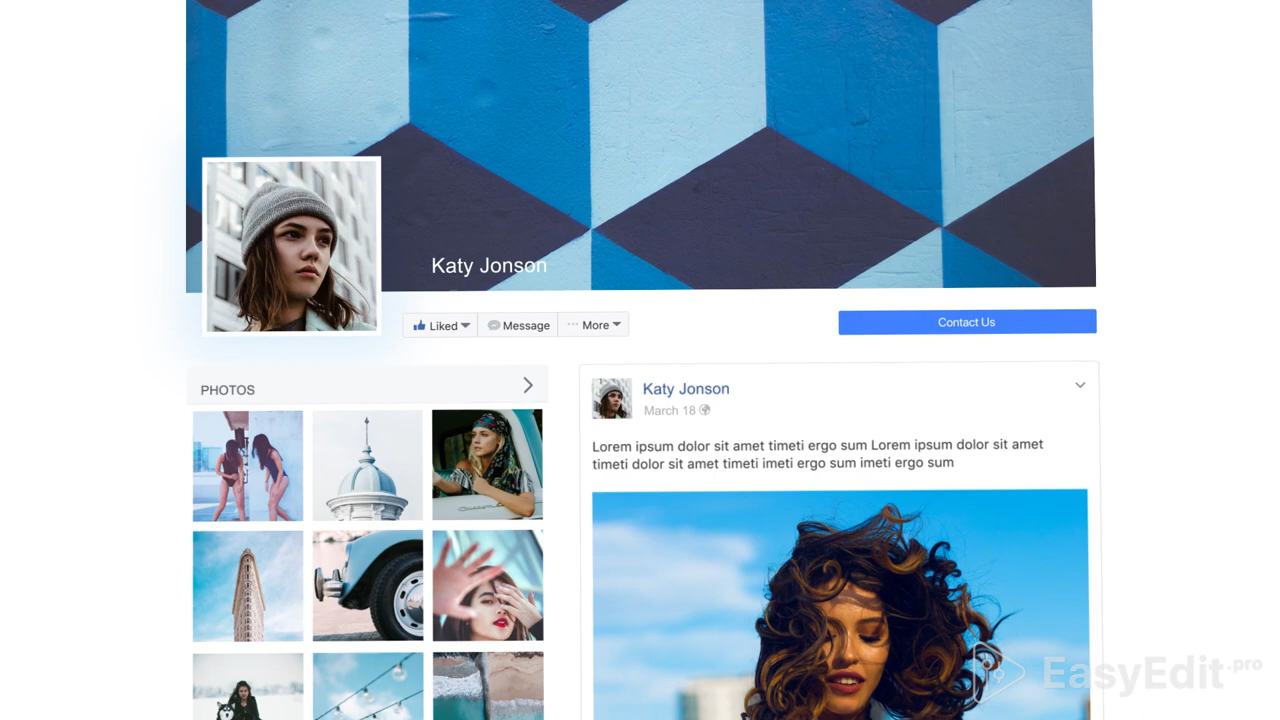 Katy Jonson
Liked
Message
More
Contact Us
PHOTOS
Katy Jonson
March 18
Lorem ipsum dolor sit amet timeti ergo sum Lorem ipsum dolor sit amet
timeti dolor sit amet timeti imeti ergo sum imeti ergo sum
EasyEdit.pro